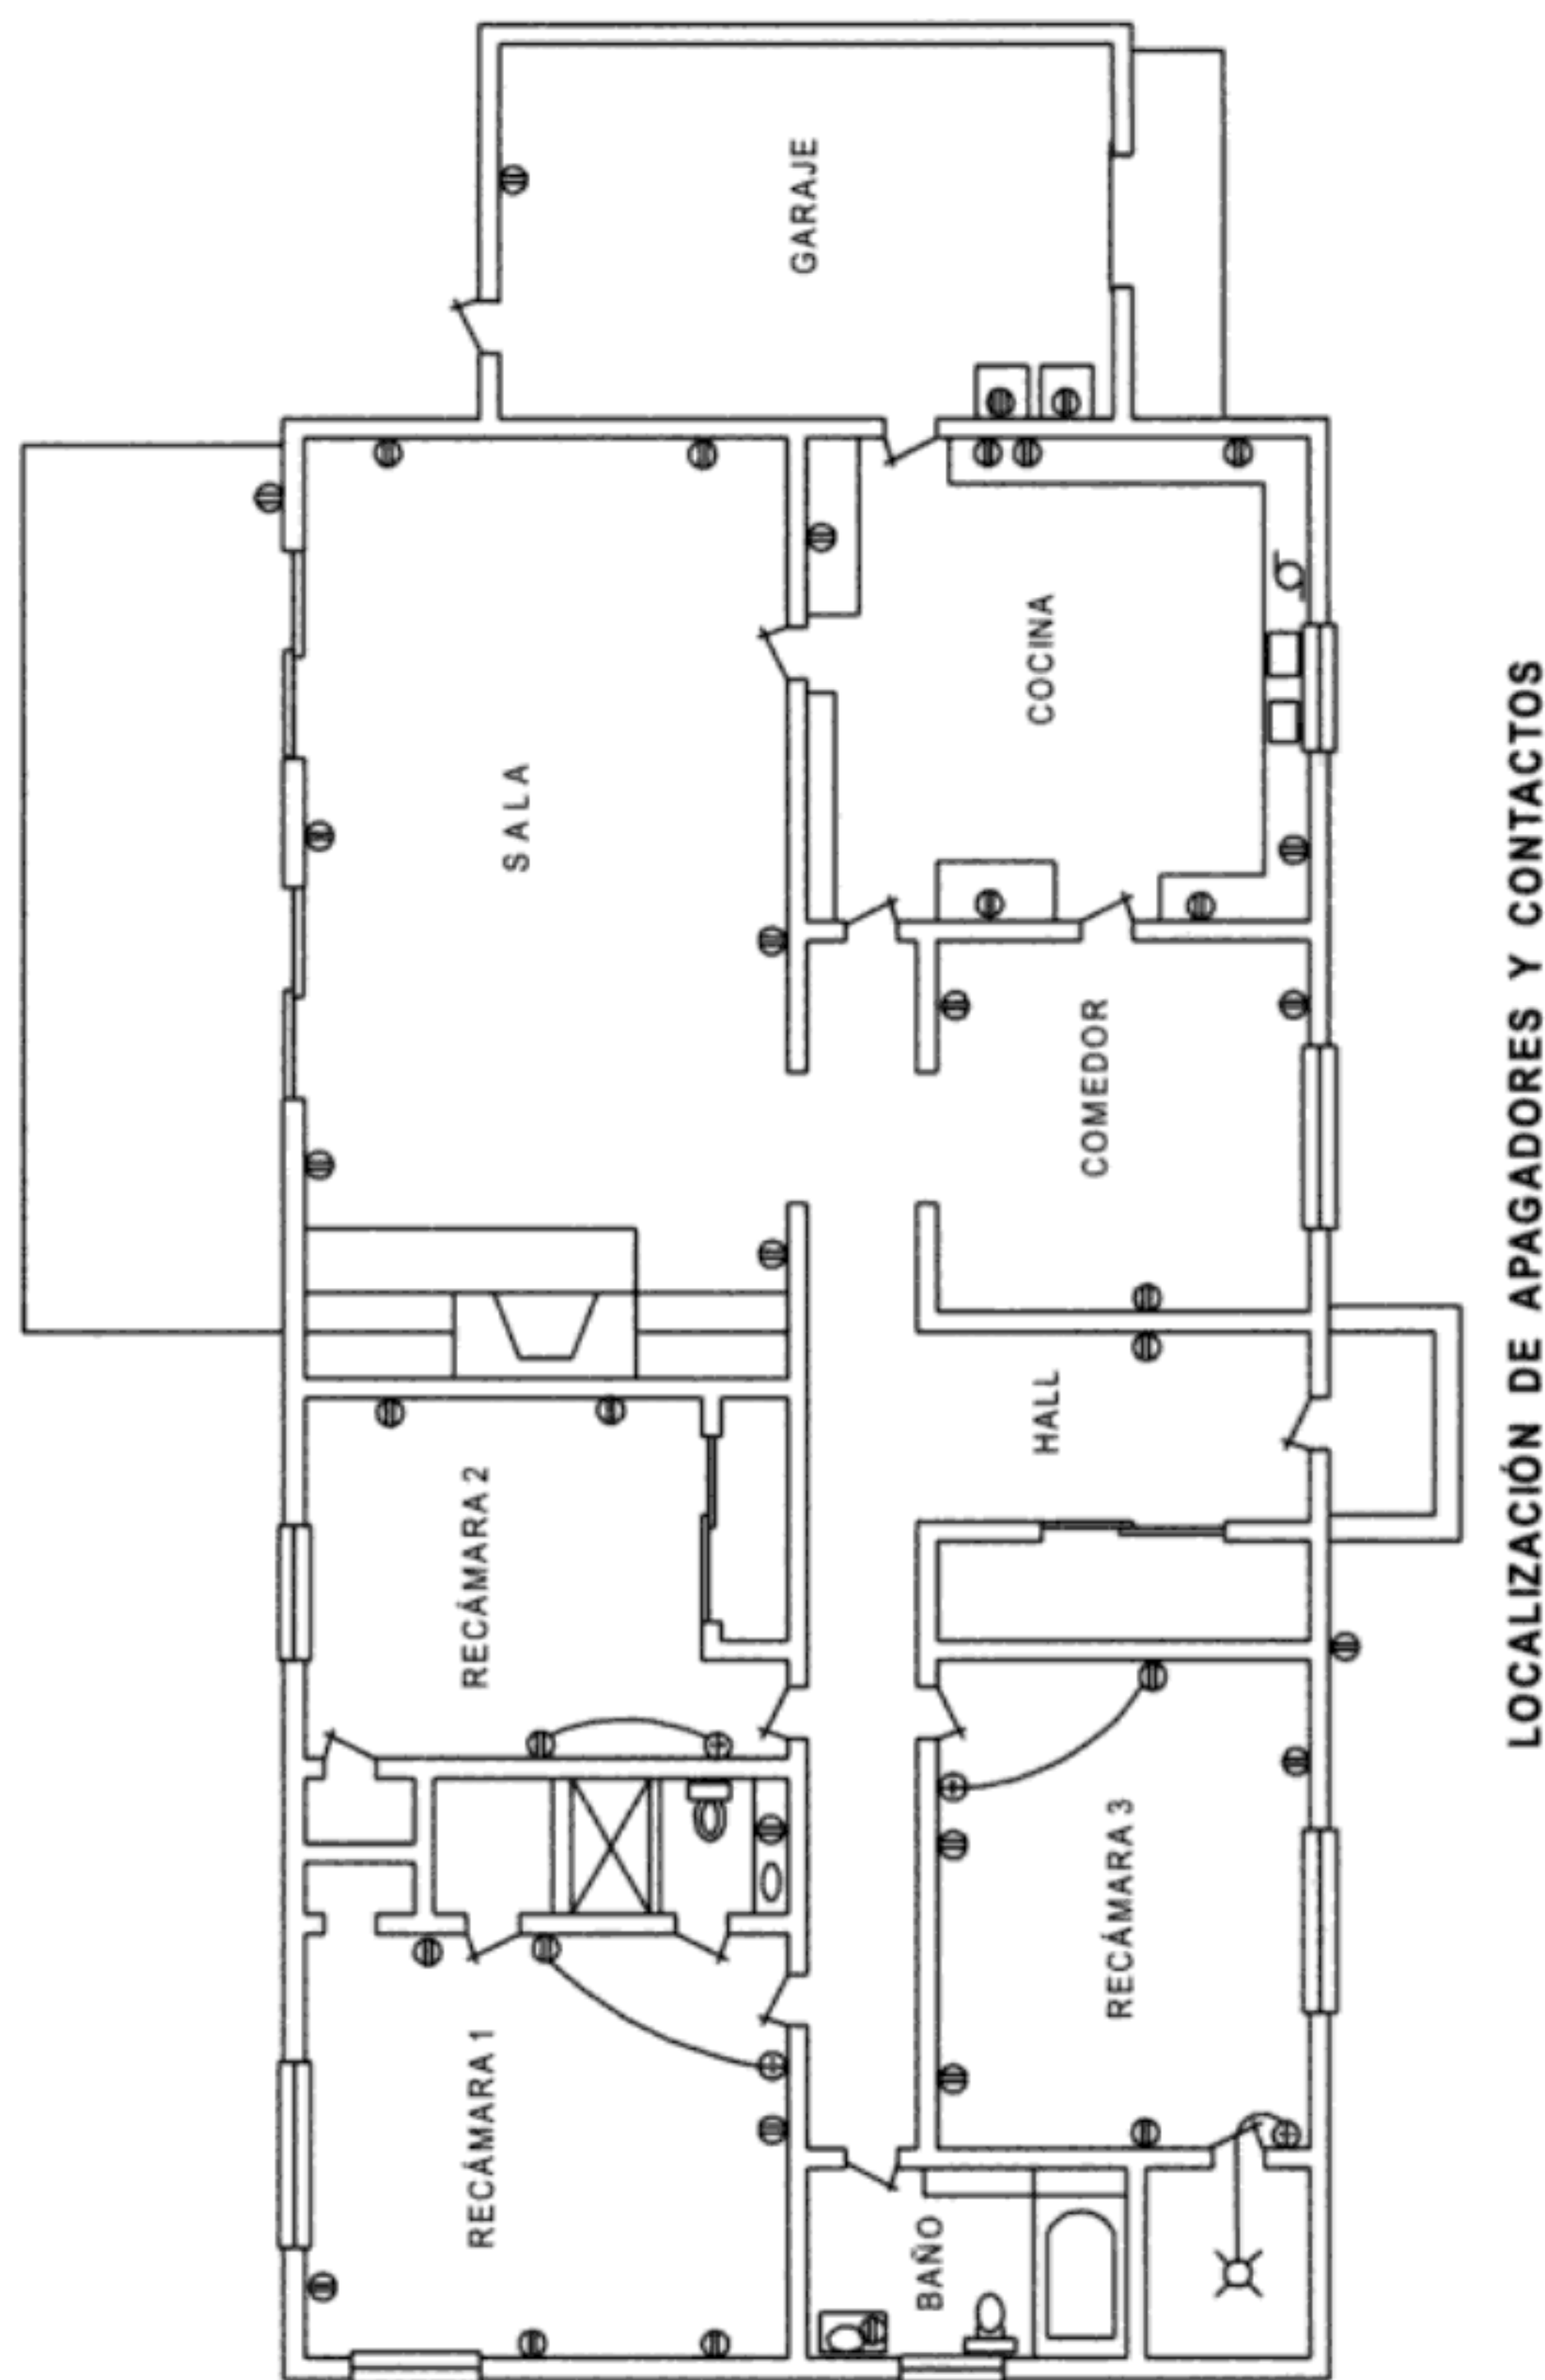 RECÁMARA 1
RECÁMARA 2
SALA
BAÑO
RECÁMARA 3
HALL
COMEDOR
COCINA
GARAJE
LOCALIZACIÓN DE APAGADORES Y CONTACTOS